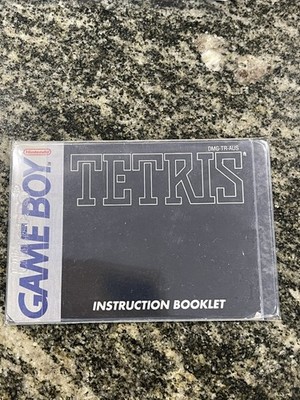 Nintendo
GAME BOY
DMG-TR-AUS
TETRIS®
INSTRUCTION BOOKLET